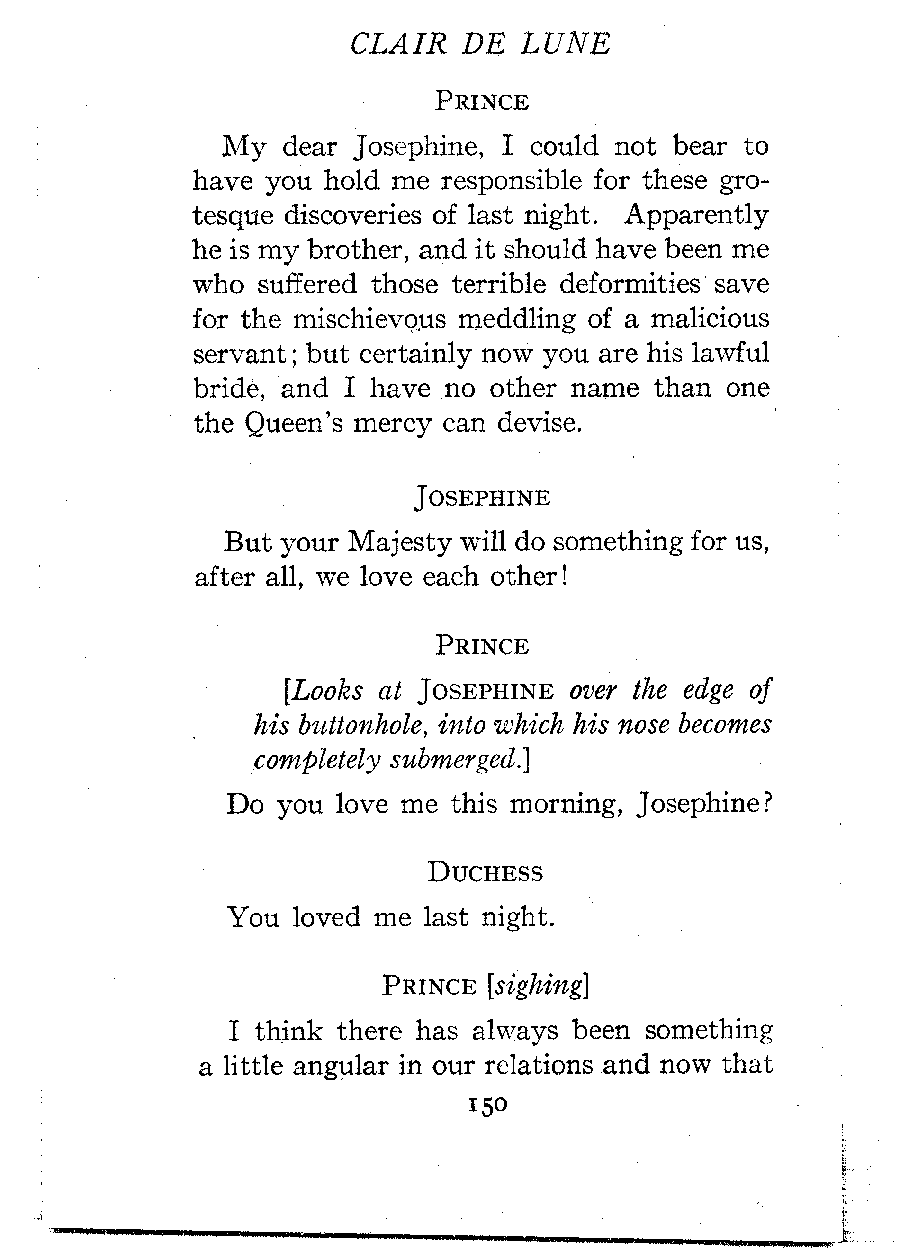 CLAIR DE LUNE
PRINCE
My dear Josephine, I could not bear to
have you hold me responsible for these gro-
tesque discoveries of last night. Apparently
he is my brother, and it should have been me
who suffered those terrible deformities save
for the mischievous meddling of a malicious
servant; but certainly now you are his lawful
bride, and I have no other name than one
the Queen's mercy can devise.
JOSEPHINE
But your Majesty will do something for us,
after all, we love each other!
PRINCE
[Looks at JOSEPHINE over the edge of
his buttonhole, into which his nose becomes
completely submerged.]
Do you love me this morning, Josephine?
DUCHESS
You loved me last night.
PRINCE [sighing]
I think there has always been something
a little angular in our relations and now that
150